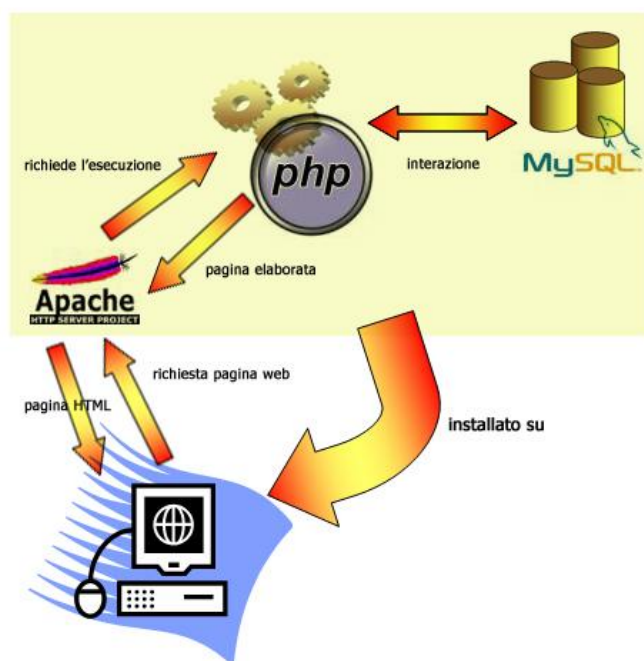 richiede l'esecuzione
php
interazione
MySQL
pagina elaborata
Apache
HTTP SERVER PROJECT
richiesta pagina web
pagina HTML
installato su